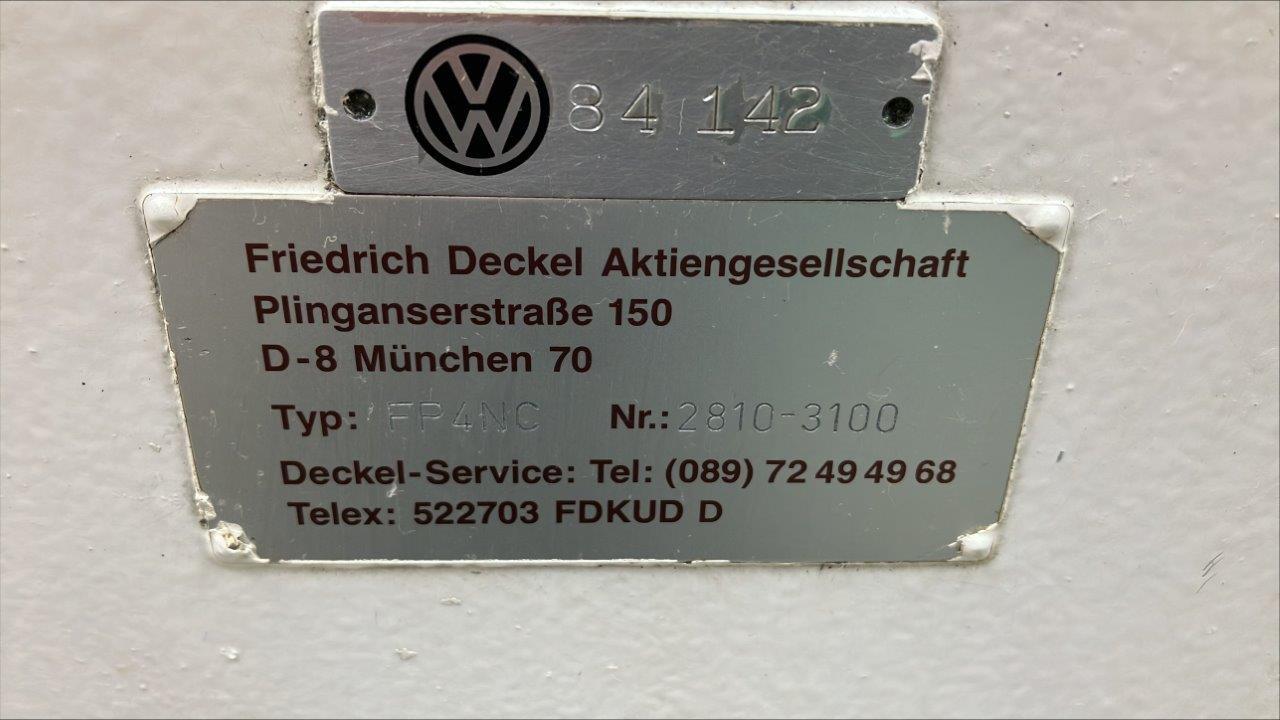 VW 84 142
Friedrich Deckel Aktiengesellschaft
Plinganserstraße 150
D-8 München 70
Typ: FP4NC Nr.: 2810-3100
Deckel-Service: Tel: (089) 72 49 49 68
Telex: 522703 FDKUD D